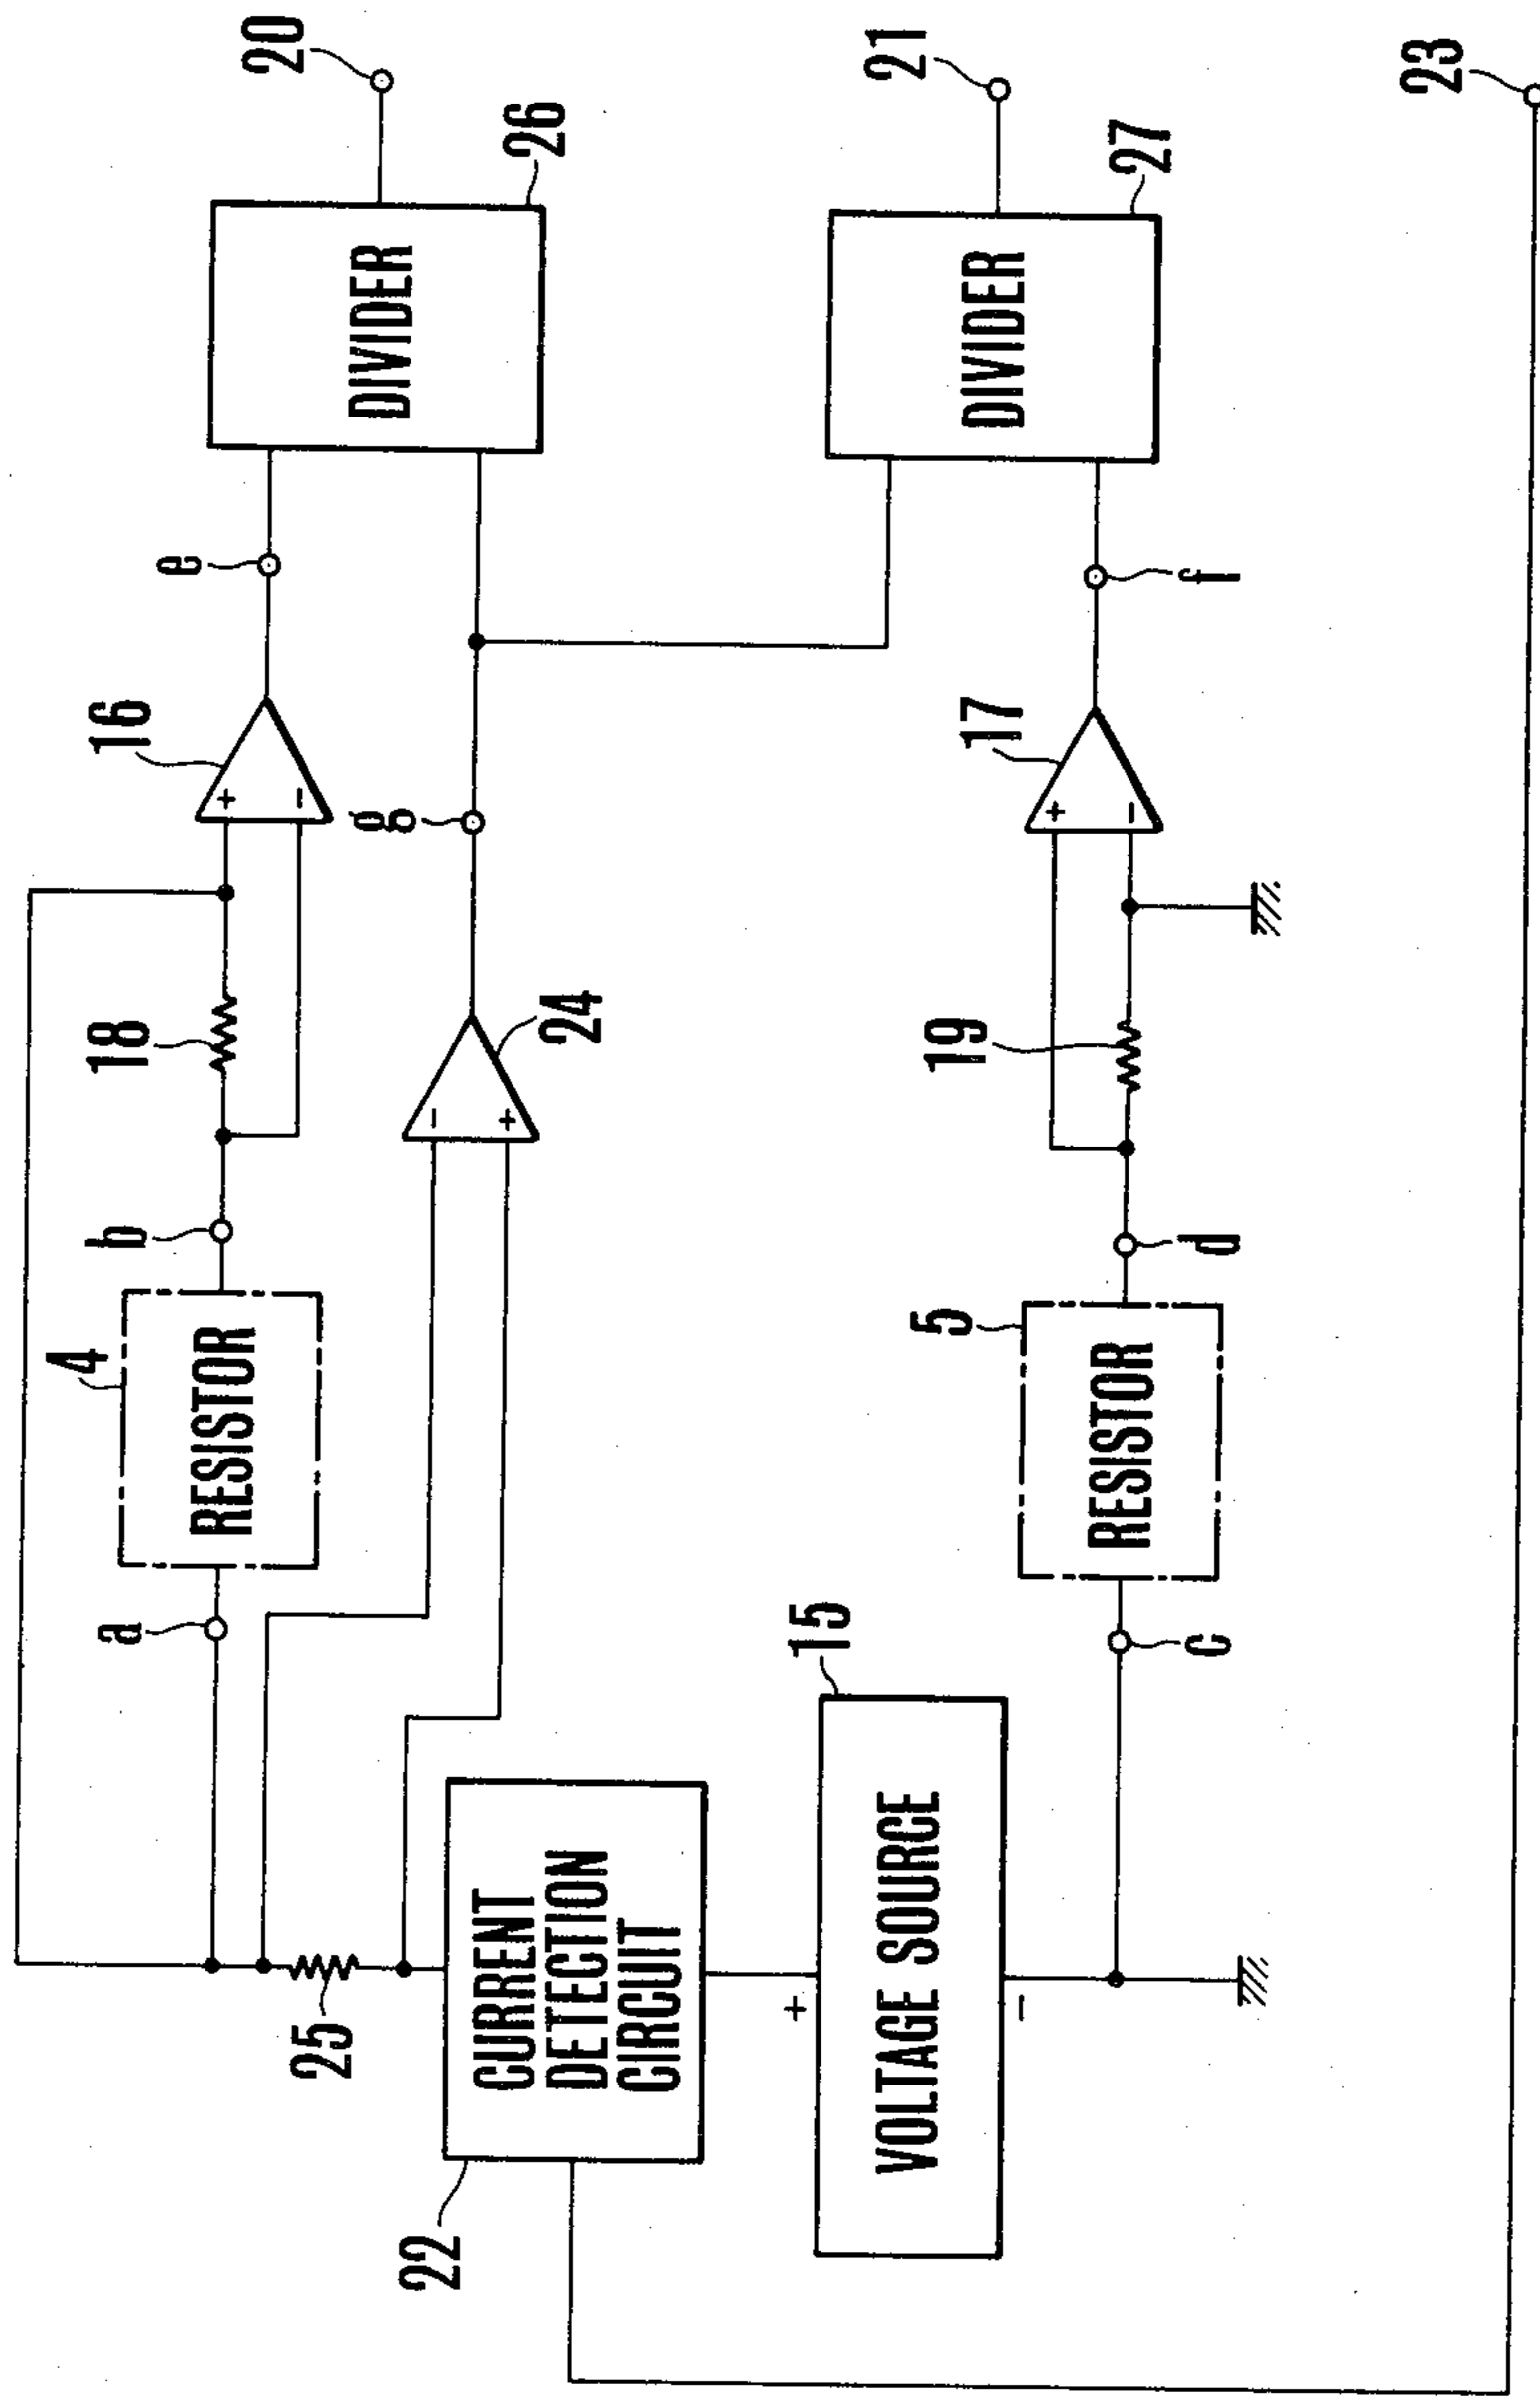 20
26
DIVIDER
e
16
+
−
18
b
4
RESISTOR
a
g
24
−
+
25
22
CURRENT
DETECTION
CIRCUIT
21
27
DIVIDER
f
17
+
−
19
d
5
RESISTOR
c
15
+
VOLTAGE SOURCE
−
23